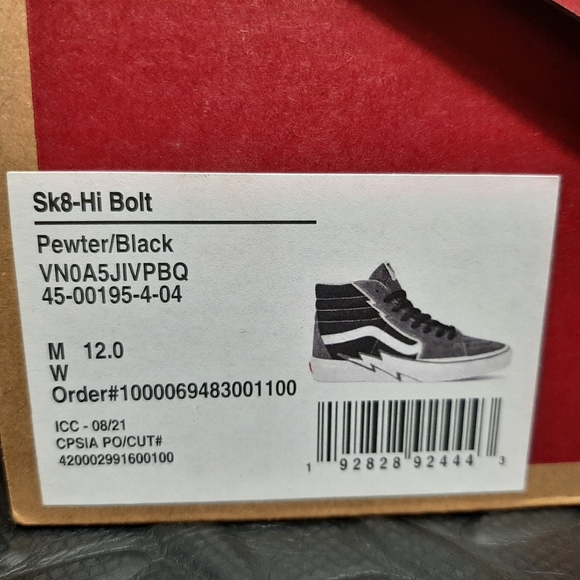 Sk8-Hi Bolt
Pewter/Black
VN0A5JIVPBQ
45-00195-4-04
M 12.0
W
Order#1000069483001100
ICC - 08/21
CPSIA PO/CUT#
420002991600100
1 92828 92444 3